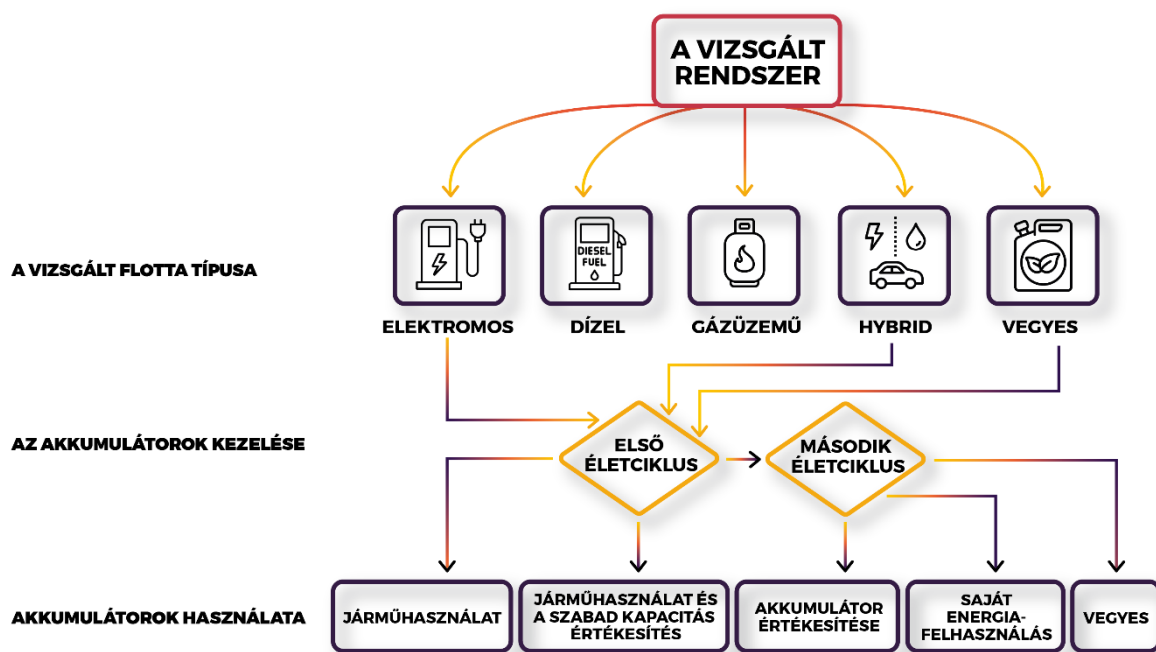 A VIZSGÁLT
RENDSZER
A VIZSGÁLT FLOTTA TÍPUSA
DIESEL
FUEL
ELEKTROMOS
DÍZEL
GÁZÜZEMŰ
HYBRID
VEGYES
AZ AKKUMULÁTOROK KEZELÉSE
ELSŐ
ÉLETCIKLUS
MÁSODIK
ÉLETCIKLUS
AKKUMULÁTOROK HASZNÁLATA
JÁRMŰHASZNÁLAT
JÁRMŰHASZNÁLAT ÉS
A SZABAD KAPACITÁS
ÉRTÉKESÍTÉS
AKKUMULÁTOR
ÉRTÉKESÍTÉSE
SAJÁT
ENERGIA-
FELHASZNÁLÁS
VEGYES